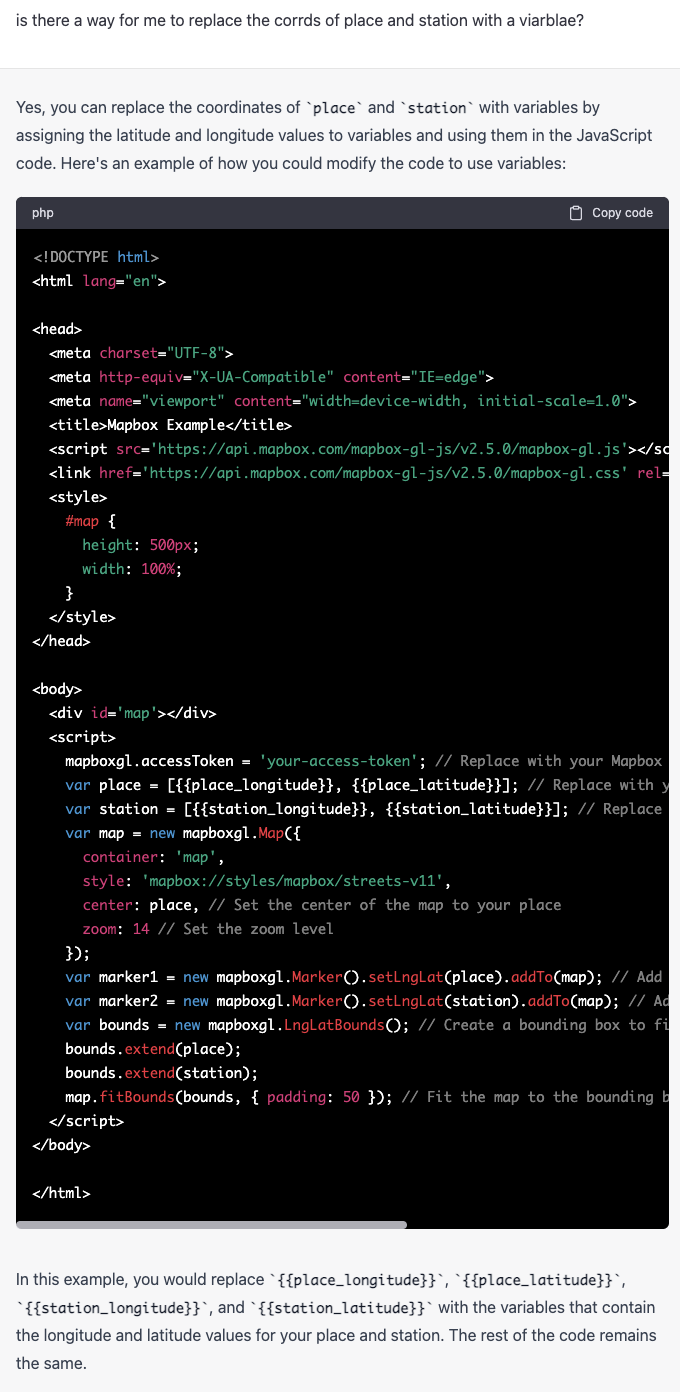 is there a way for me to replace the corrds of place and station with a viarblae?
Yes, you can replace the coordinates of `place` and `station` with variables by
assigning the latitude and longitude values to variables and using them in the JavaScript
code. Here's an example of how you could modify the code to use variables:
php Copy code
<!DOCTYPE html>
<html lang="en">
<head>
<meta charset="UTF-8">
<meta http-equiv="X-UA-Compatible" content="IE=edge">
<meta name="viewport" content="width=device-width, initial-scale=1.0">
<title>Mapbox Example</title>
<script src='https://api.mapbox.com/mapbox-gl-js/v2.5.0/mapbox-gl.js'></sc
<link href='https://api.mapbox.com/mapbox-gl-js/v2.5.0/mapbox-gl.css' rel=
<style>
#map {
height: 500px;
width: 100%;
}
</style>
</head>
<body>
<div id='map'></div>
<script>
mapboxgl.accessToken = 'your-access-token'; // Replace with your Mapbox
var place = [{{place_longitude}}, {{place_latitude}}]; // Replace with y
var station = [{{station_longitude}}, {{station_latitude}}]; // Replace
var map = new mapboxgl.Map({
container: 'map',
style: 'mapbox://styles/mapbox/streets-v11',
center: place, // Set the center of the map to your place
zoom: 14 // Set the zoom level
});
var marker1 = new mapboxgl.Marker().setLngLat(place).addTo(map); // Add
var marker2 = new mapboxgl.Marker().setLngLat(station).addTo(map); // Ad
var bounds = new mapboxgl.LngLatBounds(); // Create a bounding box to fi
bounds.extend(place);
bounds.extend(station);
map.fitBounds(bounds, { padding: 50 }); // Fit the map to the bounding b
</script>
</body>
</html>
In this example, you would replace `{{place_longitude}}`, `{{place_latitude}}`,
`{{station_longitude}}`, and `{{station_latitude}}` with the variables that contain
the longitude and latitude values for your place and station. The rest of the code remains
the same.